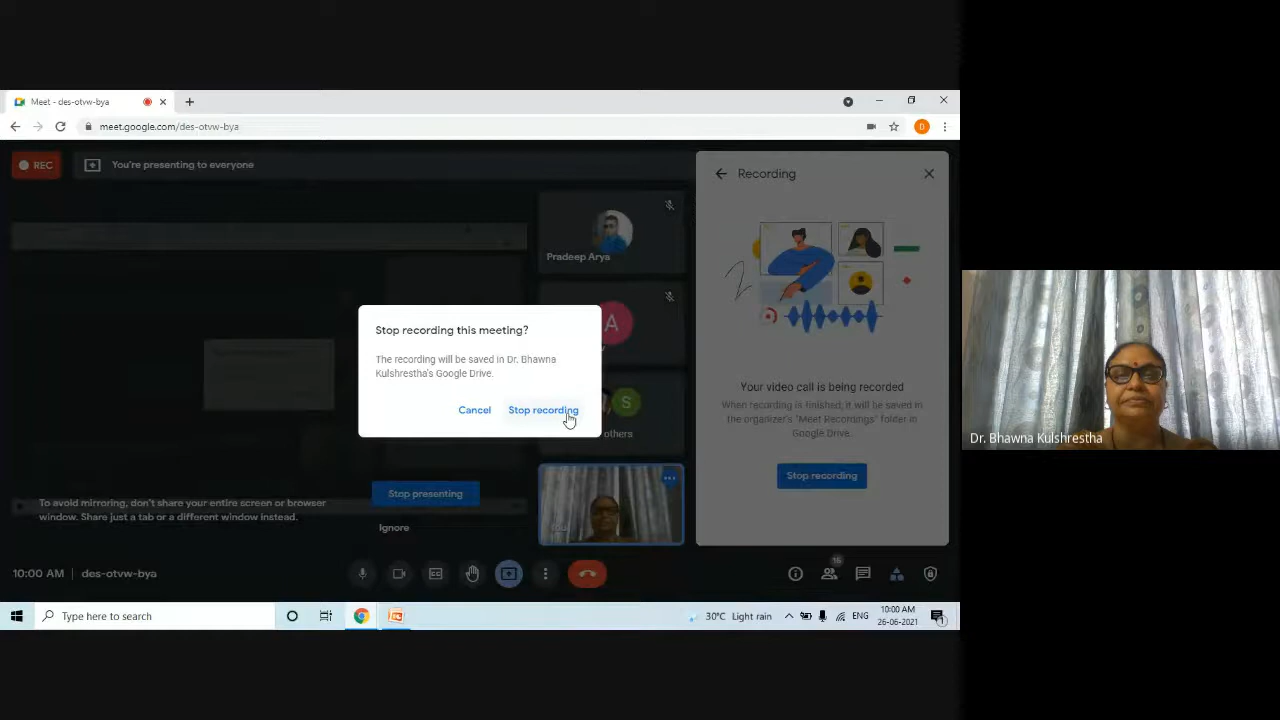 Meet - des-otvw-bya
meet.google.com/des-otvw-bya
D
REC
You're presenting to everyone
Recording
Pradeep Arya
A
Stop recording this meeting?
The recording will be saved in Dr. Bhawna
Kulshrestha's Google Drive.
Cancel
Stop recording
S
others
Your video call is being recorded
When recording is finished, it will be saved in
the organizer's "Meet Recordings" folder in
Google Drive.
Stop recording
Stop presenting
To avoid mirroring, don't share your entire screen or browser
window. Share just a tab or a different window instead.
Ignore
10:00 AM
des-otvw-bya
16
Type here to search
30°C Light rain
ENG
10:00 AM
26-06-2021
1
Dr. Bhawna Kulshrestha